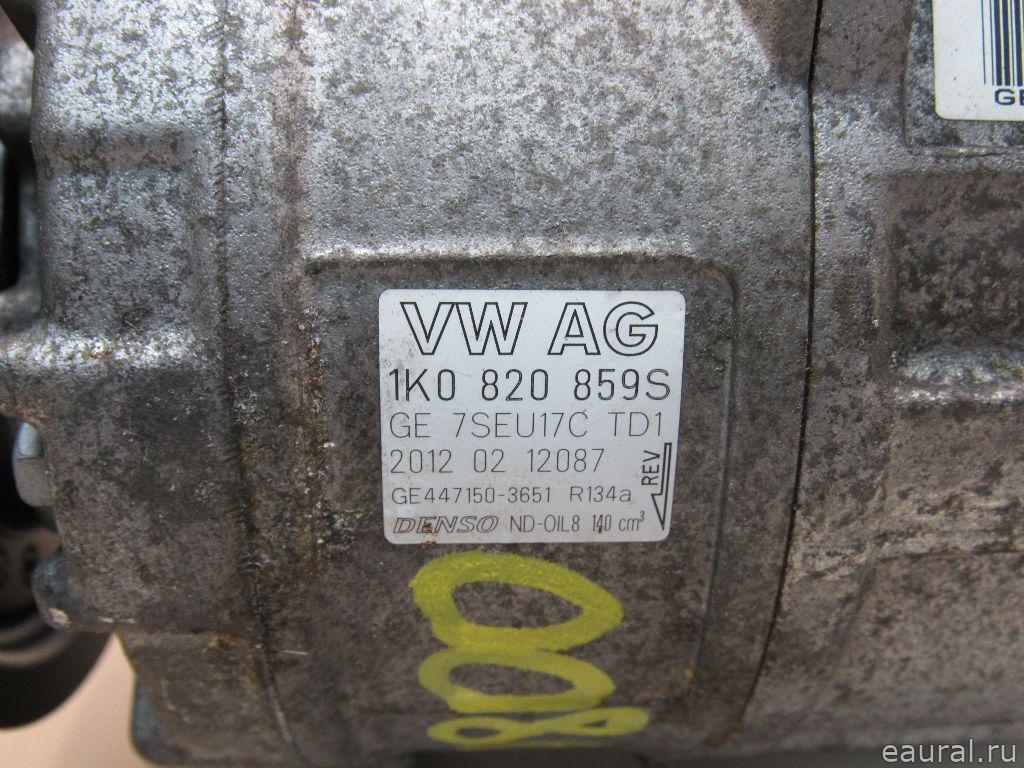 GE
VW AG
1K0 820 859S
GE 7SEU17C TD1
2012 02 12087
REV
GE447150-3651 R134a
DENSO ND-OIL8 140 cm³
eaural.ru